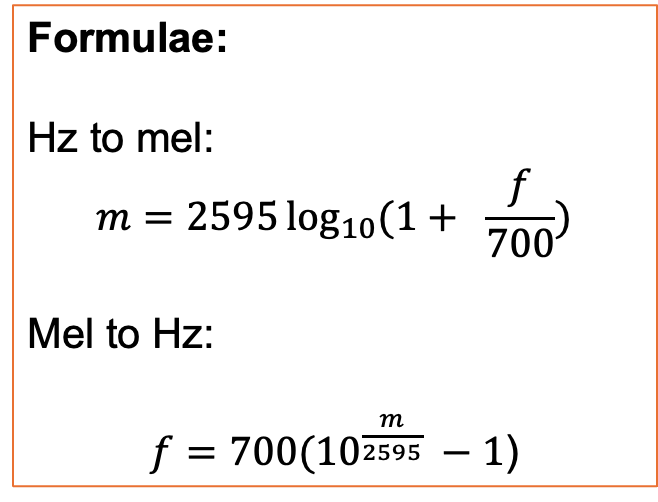 Formulae:
Hz to mel:
m = 2595 log₁₀(1 + f/700)
Mel to Hz:
f = 700(10^(m/2595) − 1)